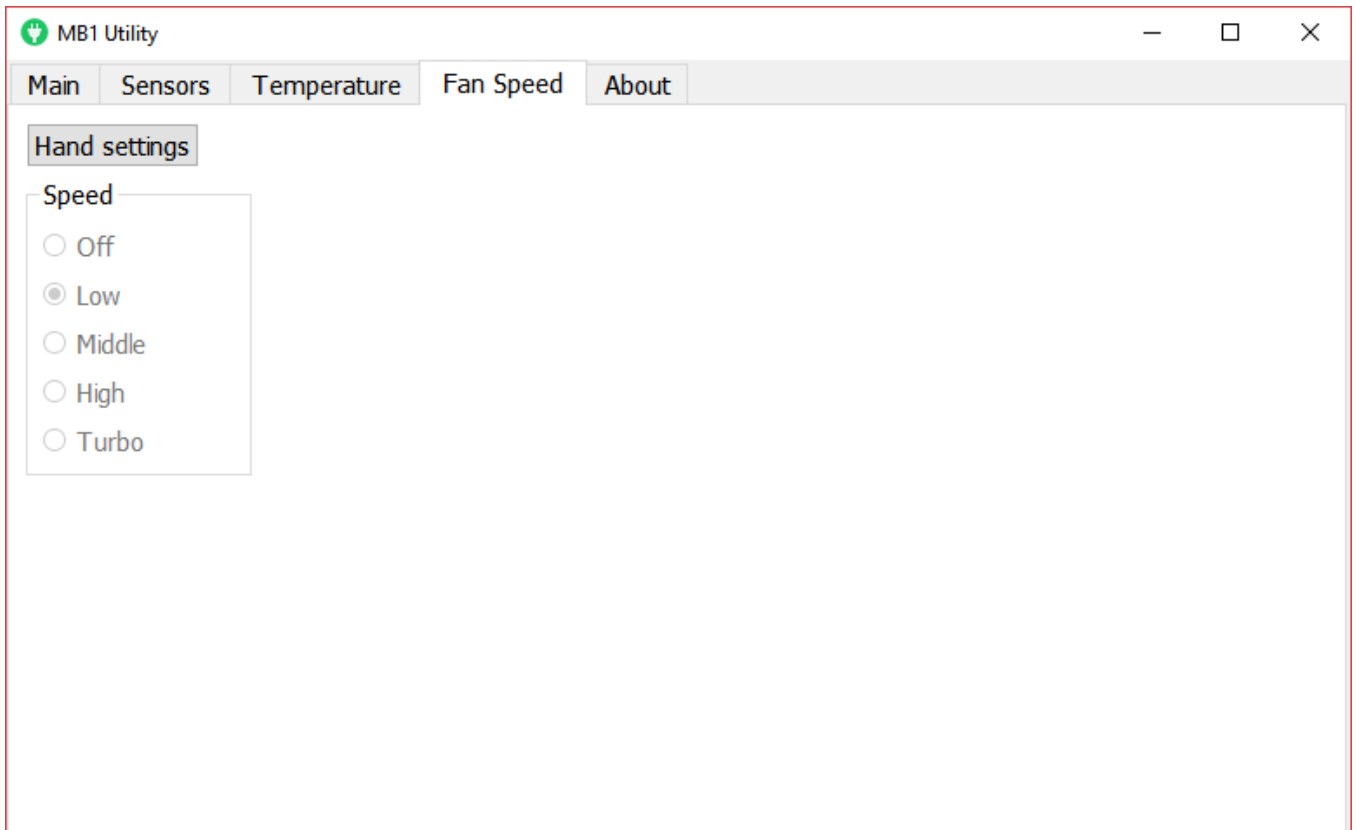 MB1 Utility
Main Sensors Temperature Fan Speed About
Hand settings
Speed
Off
Low
Middle
High
Turbo